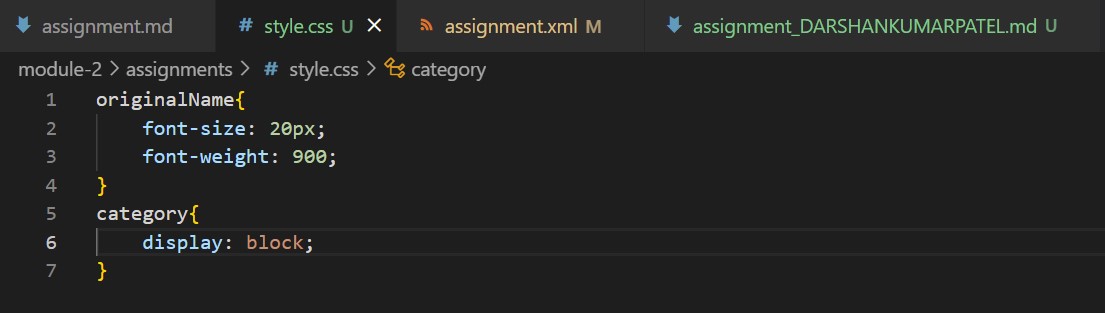 assignment.md # style.css U × assignment.xml M assignment_DARSHANKUMARPATEL.md U
module-2 > assignments > # style.css > category
1 originalName{
2     font-size: 20px;
3     font-weight: 900;
4 }
5 category{
6     display: block;
7 }